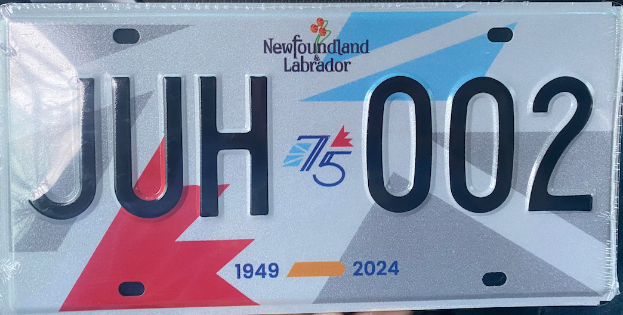 Newfoundland
&
Labrador
JUH 75 002
1949 2024